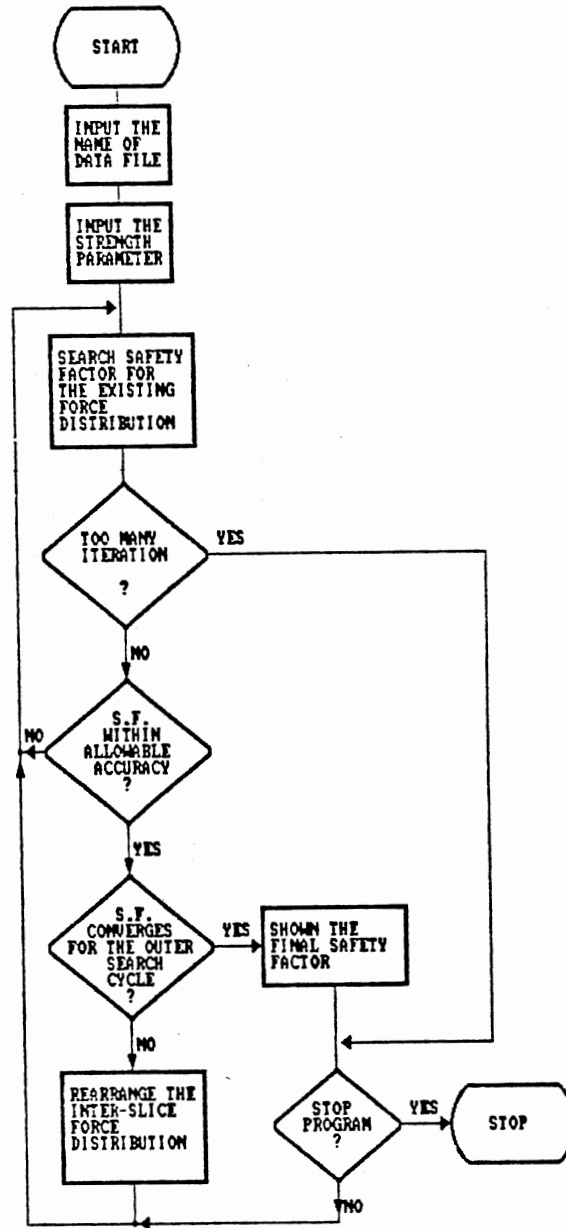 START
INPUT THE
NAME OF
DATA FILE
INPUT THE
STRENGTH
PARAMETER
SEARCH SAFETY
FACTOR FOR
THE EXISTING
FORCE
DISTRIBUTION
TOO MANY
ITERATION
?
YES
NO
S.F.
WITHIN
ALLOWABLE
ACCURACY
?
NO
YES
S.F.
CONVERGES
FOR THE OUTER
SEARCH
CYCLE
?
YES
SHOWN THE
FINAL SAFETY
FACTOR
NO
REARRANGE THE
INTER-SLICE
FORCE
DISTRIBUTION
STOP
PROGRAM
?
YES
STOP
NO